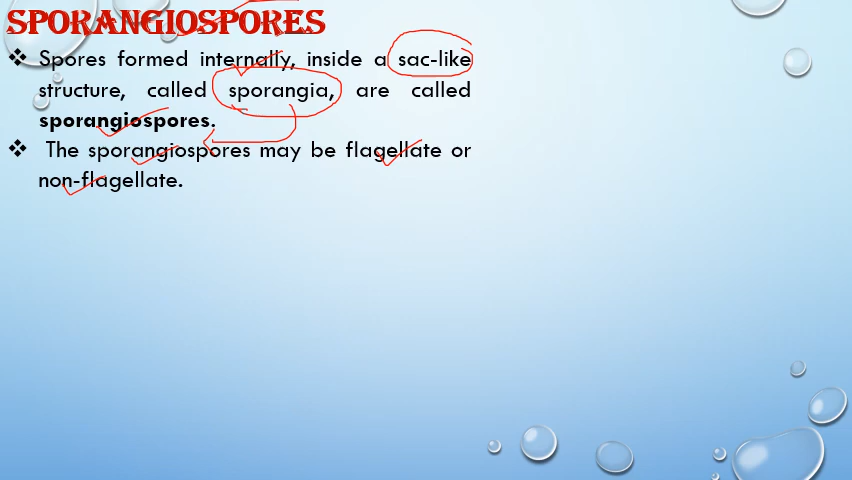 SPORANGIOSPORES
❖ Spores formed internally, inside a sac-like
structure, called sporangia, are called
sporangiospores.
❖ The sporangiospores may be flagellate or
non-flagellate.